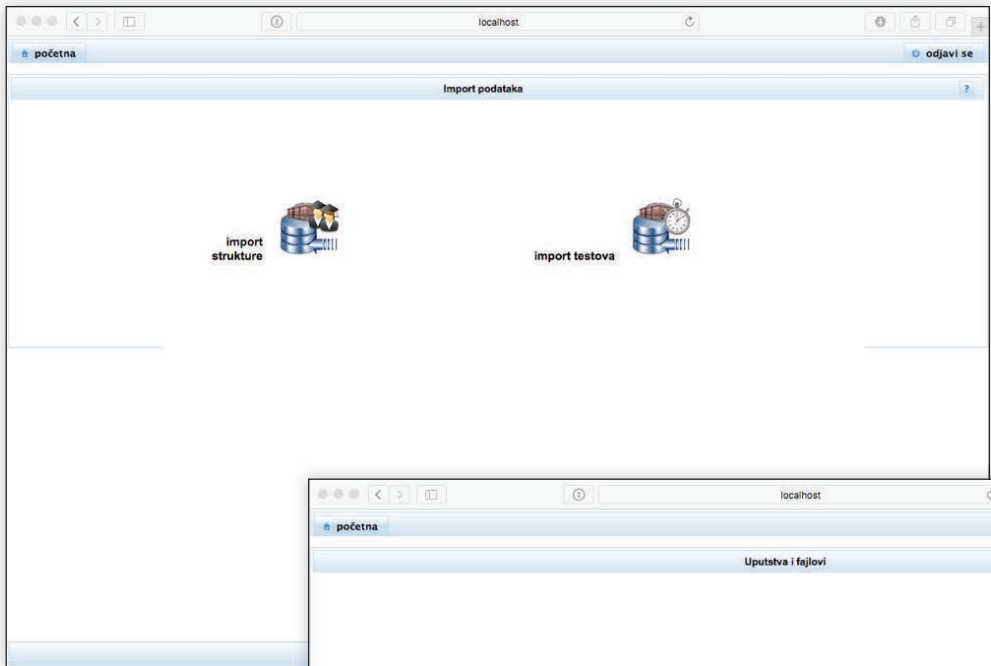 localhost
početna
odjavi se
Import podataka
?
import
strukture
import testova
localhost
početna
Uputstva i fajlovi